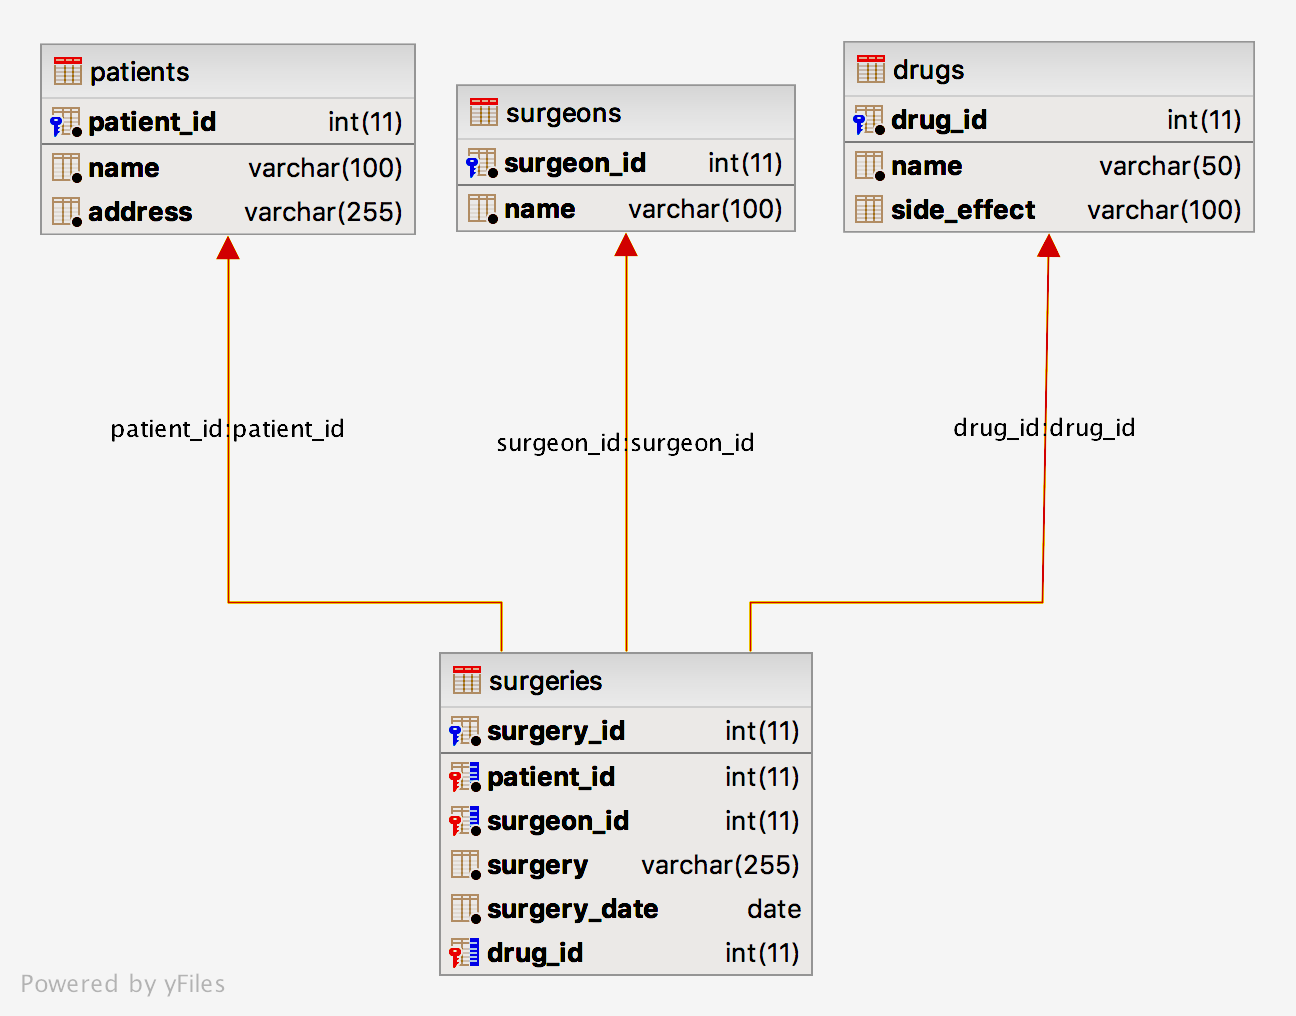 patients
patient_id int(11)
name varchar(100)
address varchar(255)
surgeons
surgeon_id int(11)
name varchar(100)
drugs
drug_id int(11)
name varchar(50)
side_effect varchar(100)
patient_id:patient_id
surgeon_id:surgeon_id
drug_id:drug_id
surgeries
surgery_id int(11)
patient_id int(11)
surgeon_id int(11)
surgery varchar(255)
surgery_date date
drug_id int(11)
Powered by yFiles